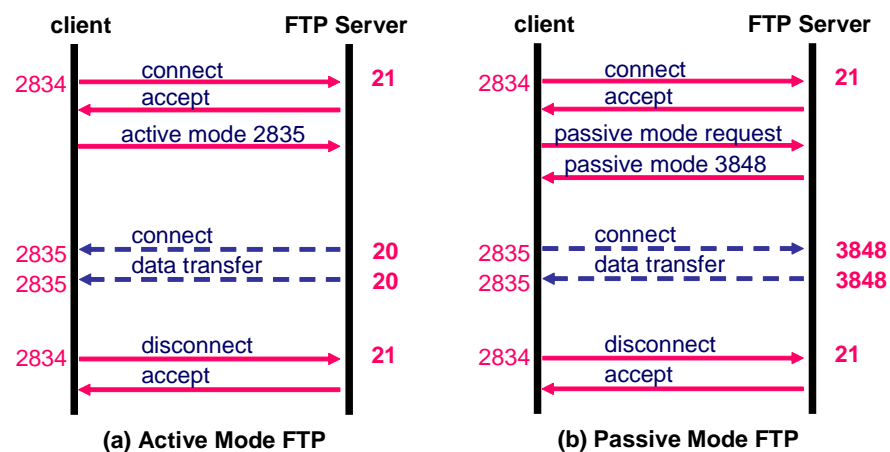 client FTP Server
2834 connect 21
accept
active mode 2835
connect
2835 20
data transfer
2835 20
disconnect
2834 21
accept
(a) Active Mode FTP
client FTP Server
2834 connect 21
accept
passive mode request
passive mode 3848
connect
2835 3848
data transfer
2835 3848
disconnect
2834 21
accept
(b) Passive Mode FTP